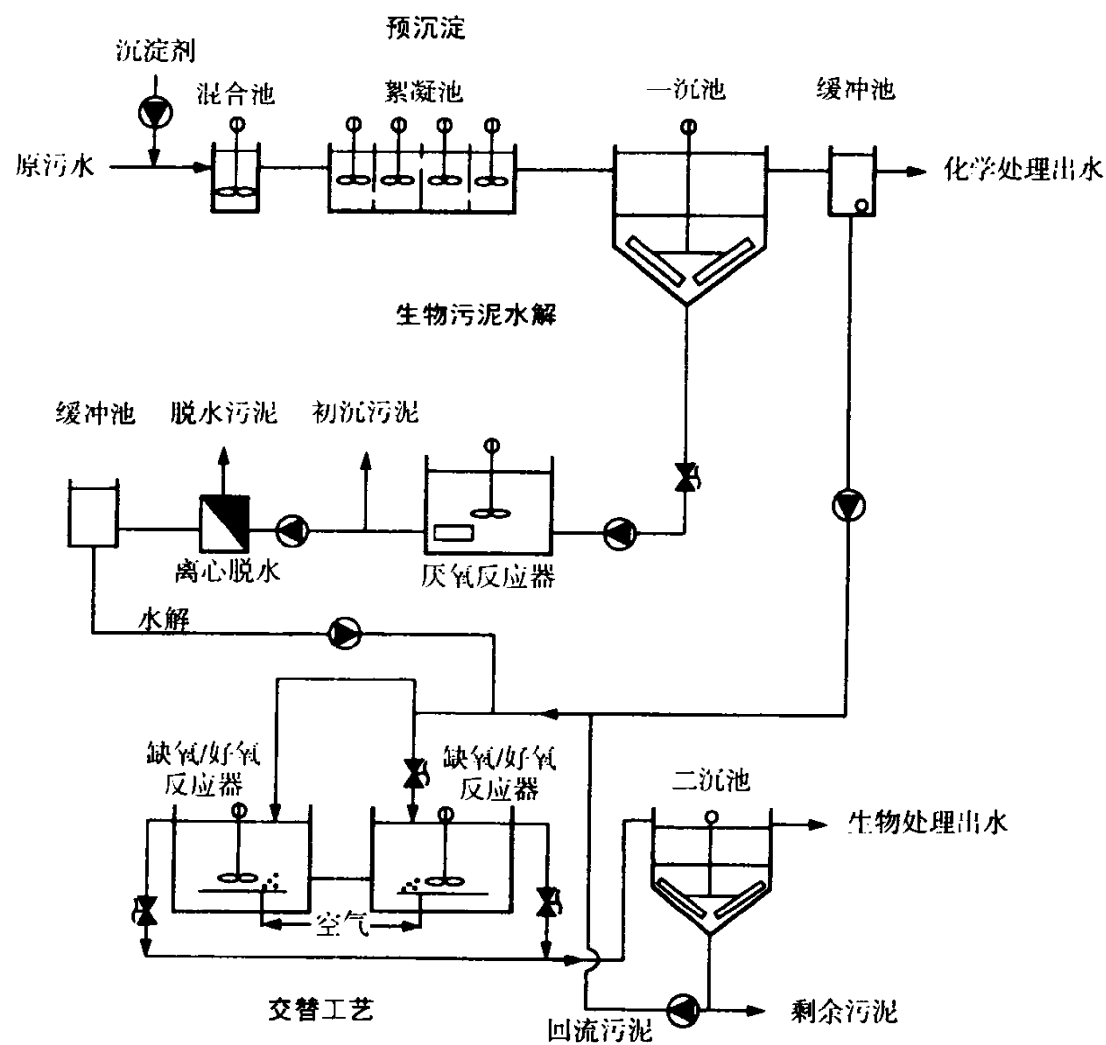 预沉淀
沉淀剂
混合池
絮凝池
一沉池
缓冲池
原污水
化学处理出水
生物污泥水解
缓冲池
脱水污泥
初沉污泥
离心脱水
厌氧反应器
水解
缺氧/好氧
反应器
缺氧/好氧
反应器
二沉池
生物处理出水
空气
交替工艺
回流污泥
剩余污泥